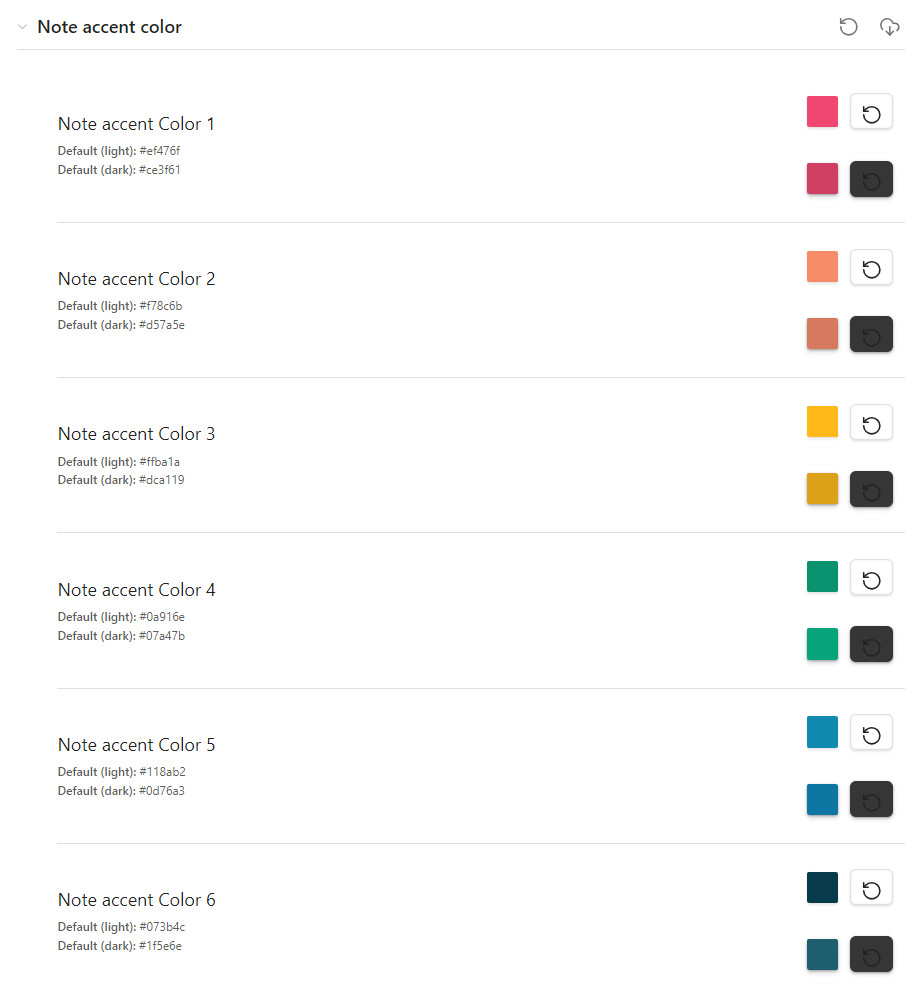 Note accent color
Note accent Color 1
Default (light): #ef476f
Default (dark): #ce3f61
Note accent Color 2
Default (light): #f78c6b
Default (dark): #d57a5e
Note accent Color 3
Default (light): #ffba1a
Default (dark): #dca119
Note accent Color 4
Default (light): #0a916e
Default (dark): #07a47b
Note accent Color 5
Default (light): #118ab2
Default (dark): #0d76a3
Note accent Color 6
Default (light): #073b4c
Default (dark): #1f5e6e